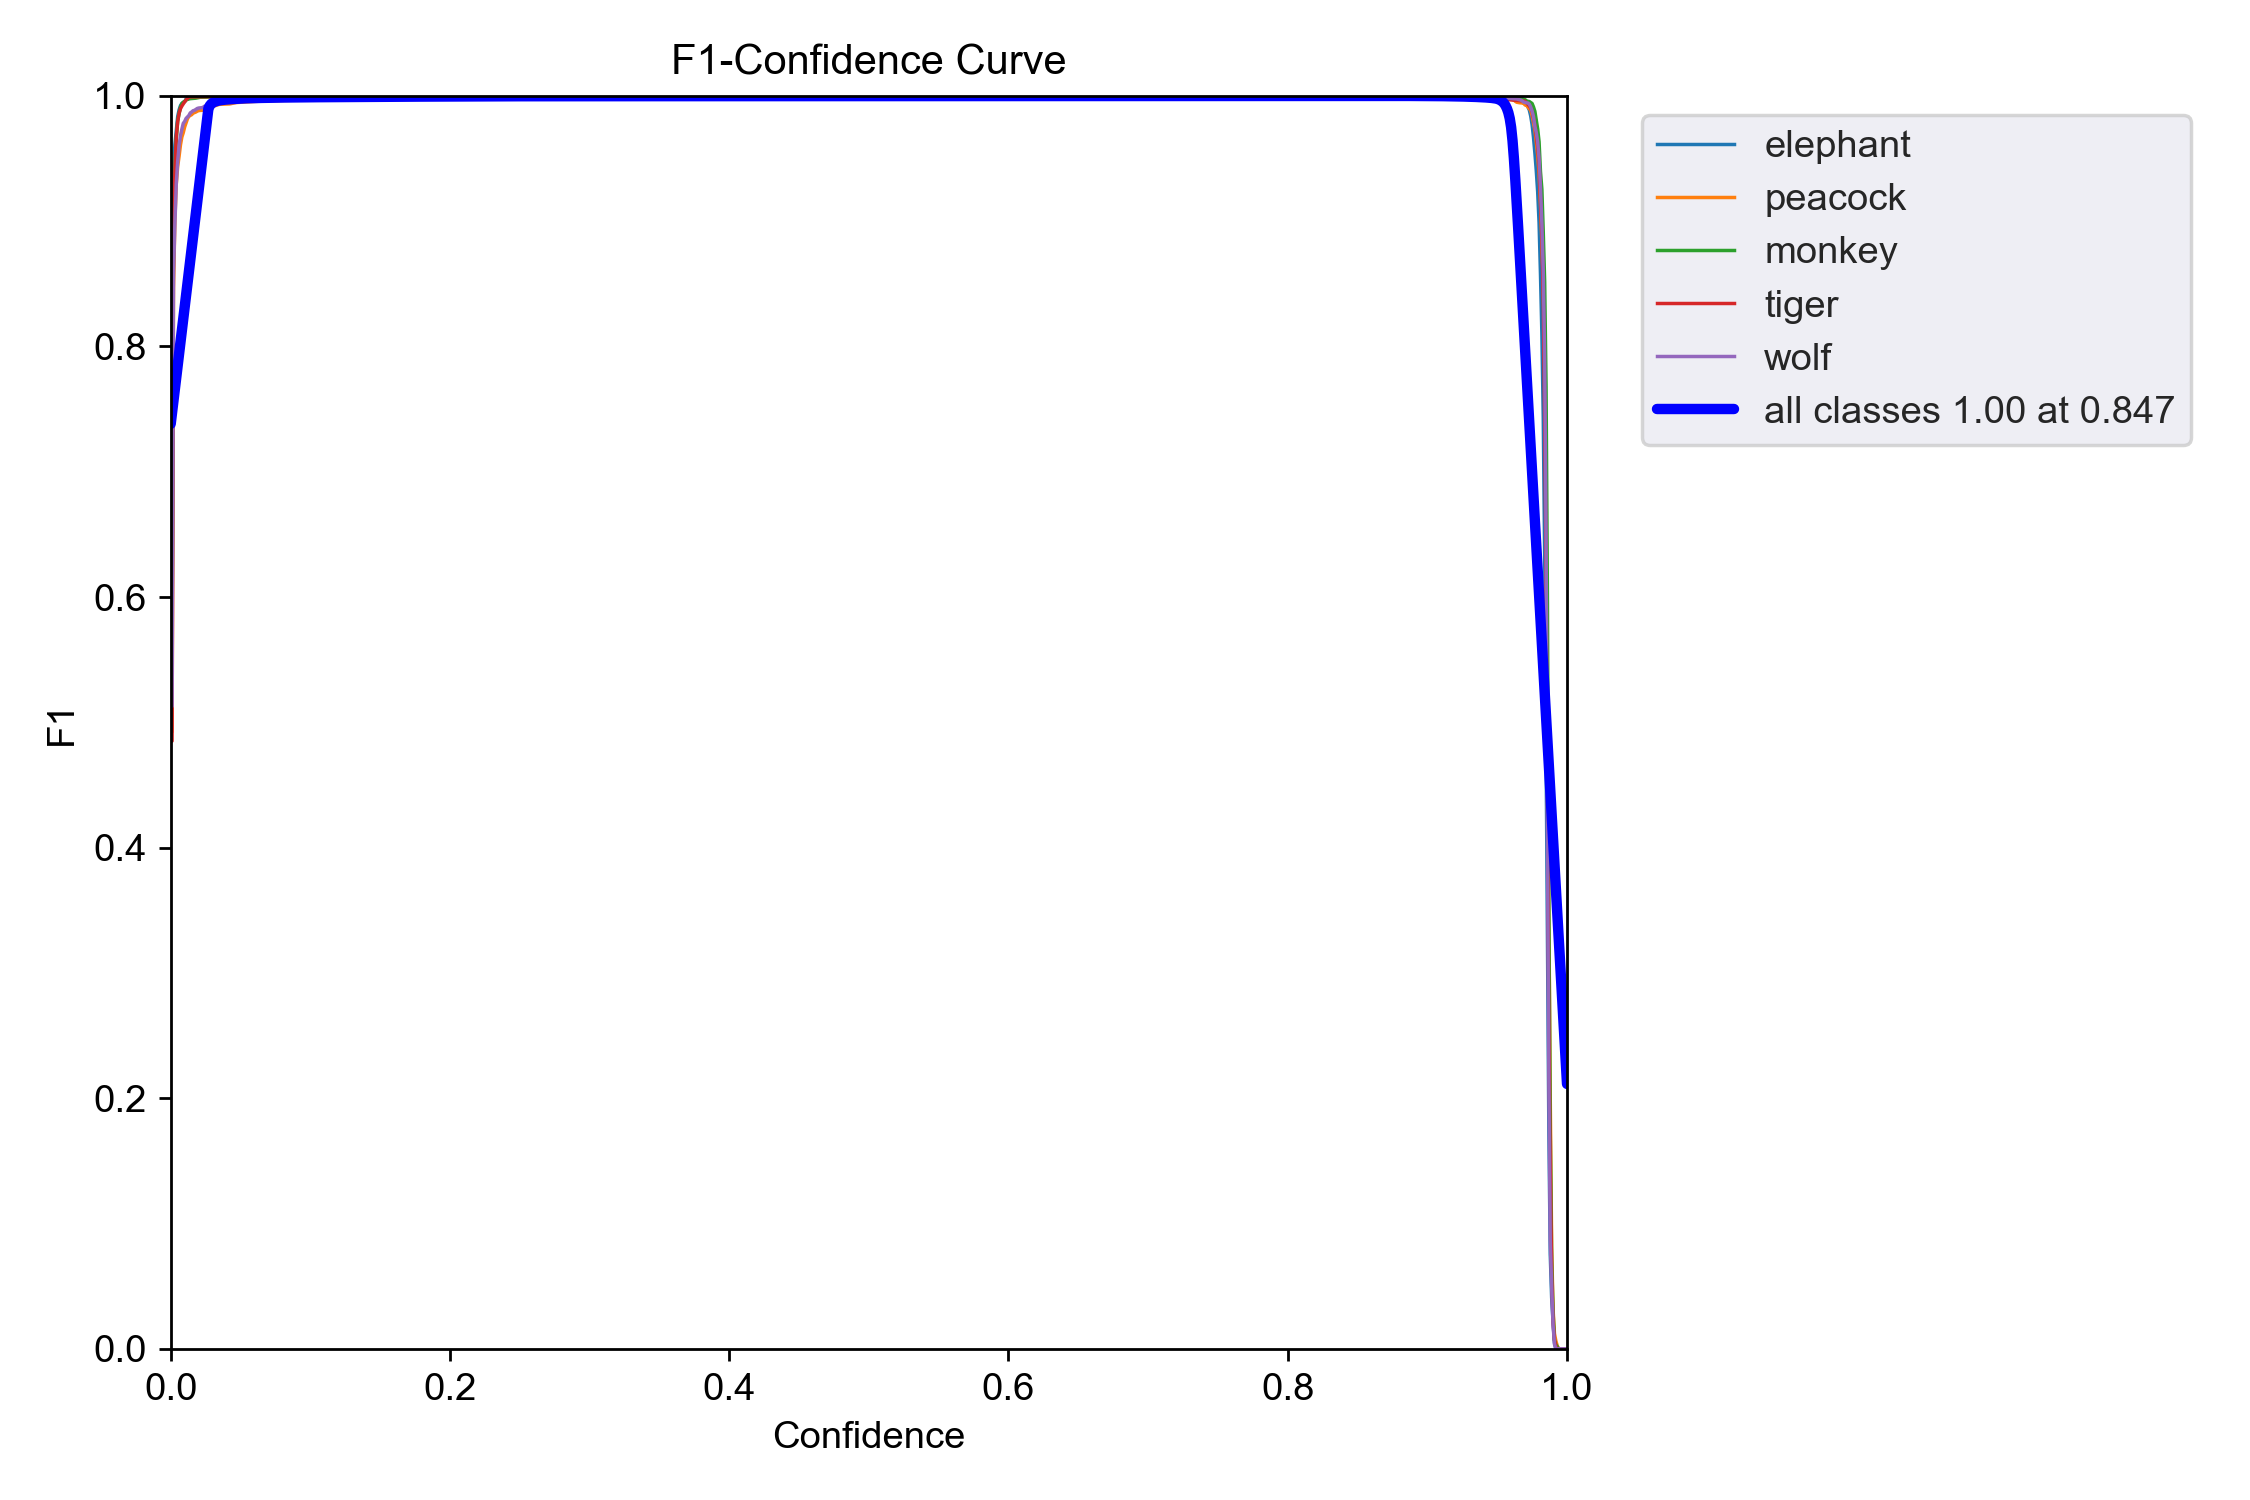 F1-Confidence Curve
1.0
0.8
0.6
0.4
0.2
0.0
F1
0.0 0.2 0.4 0.6 0.8 1.0
Confidence
elephant
peacock
monkey
tiger
wolf
all classes 1.00 at 0.847